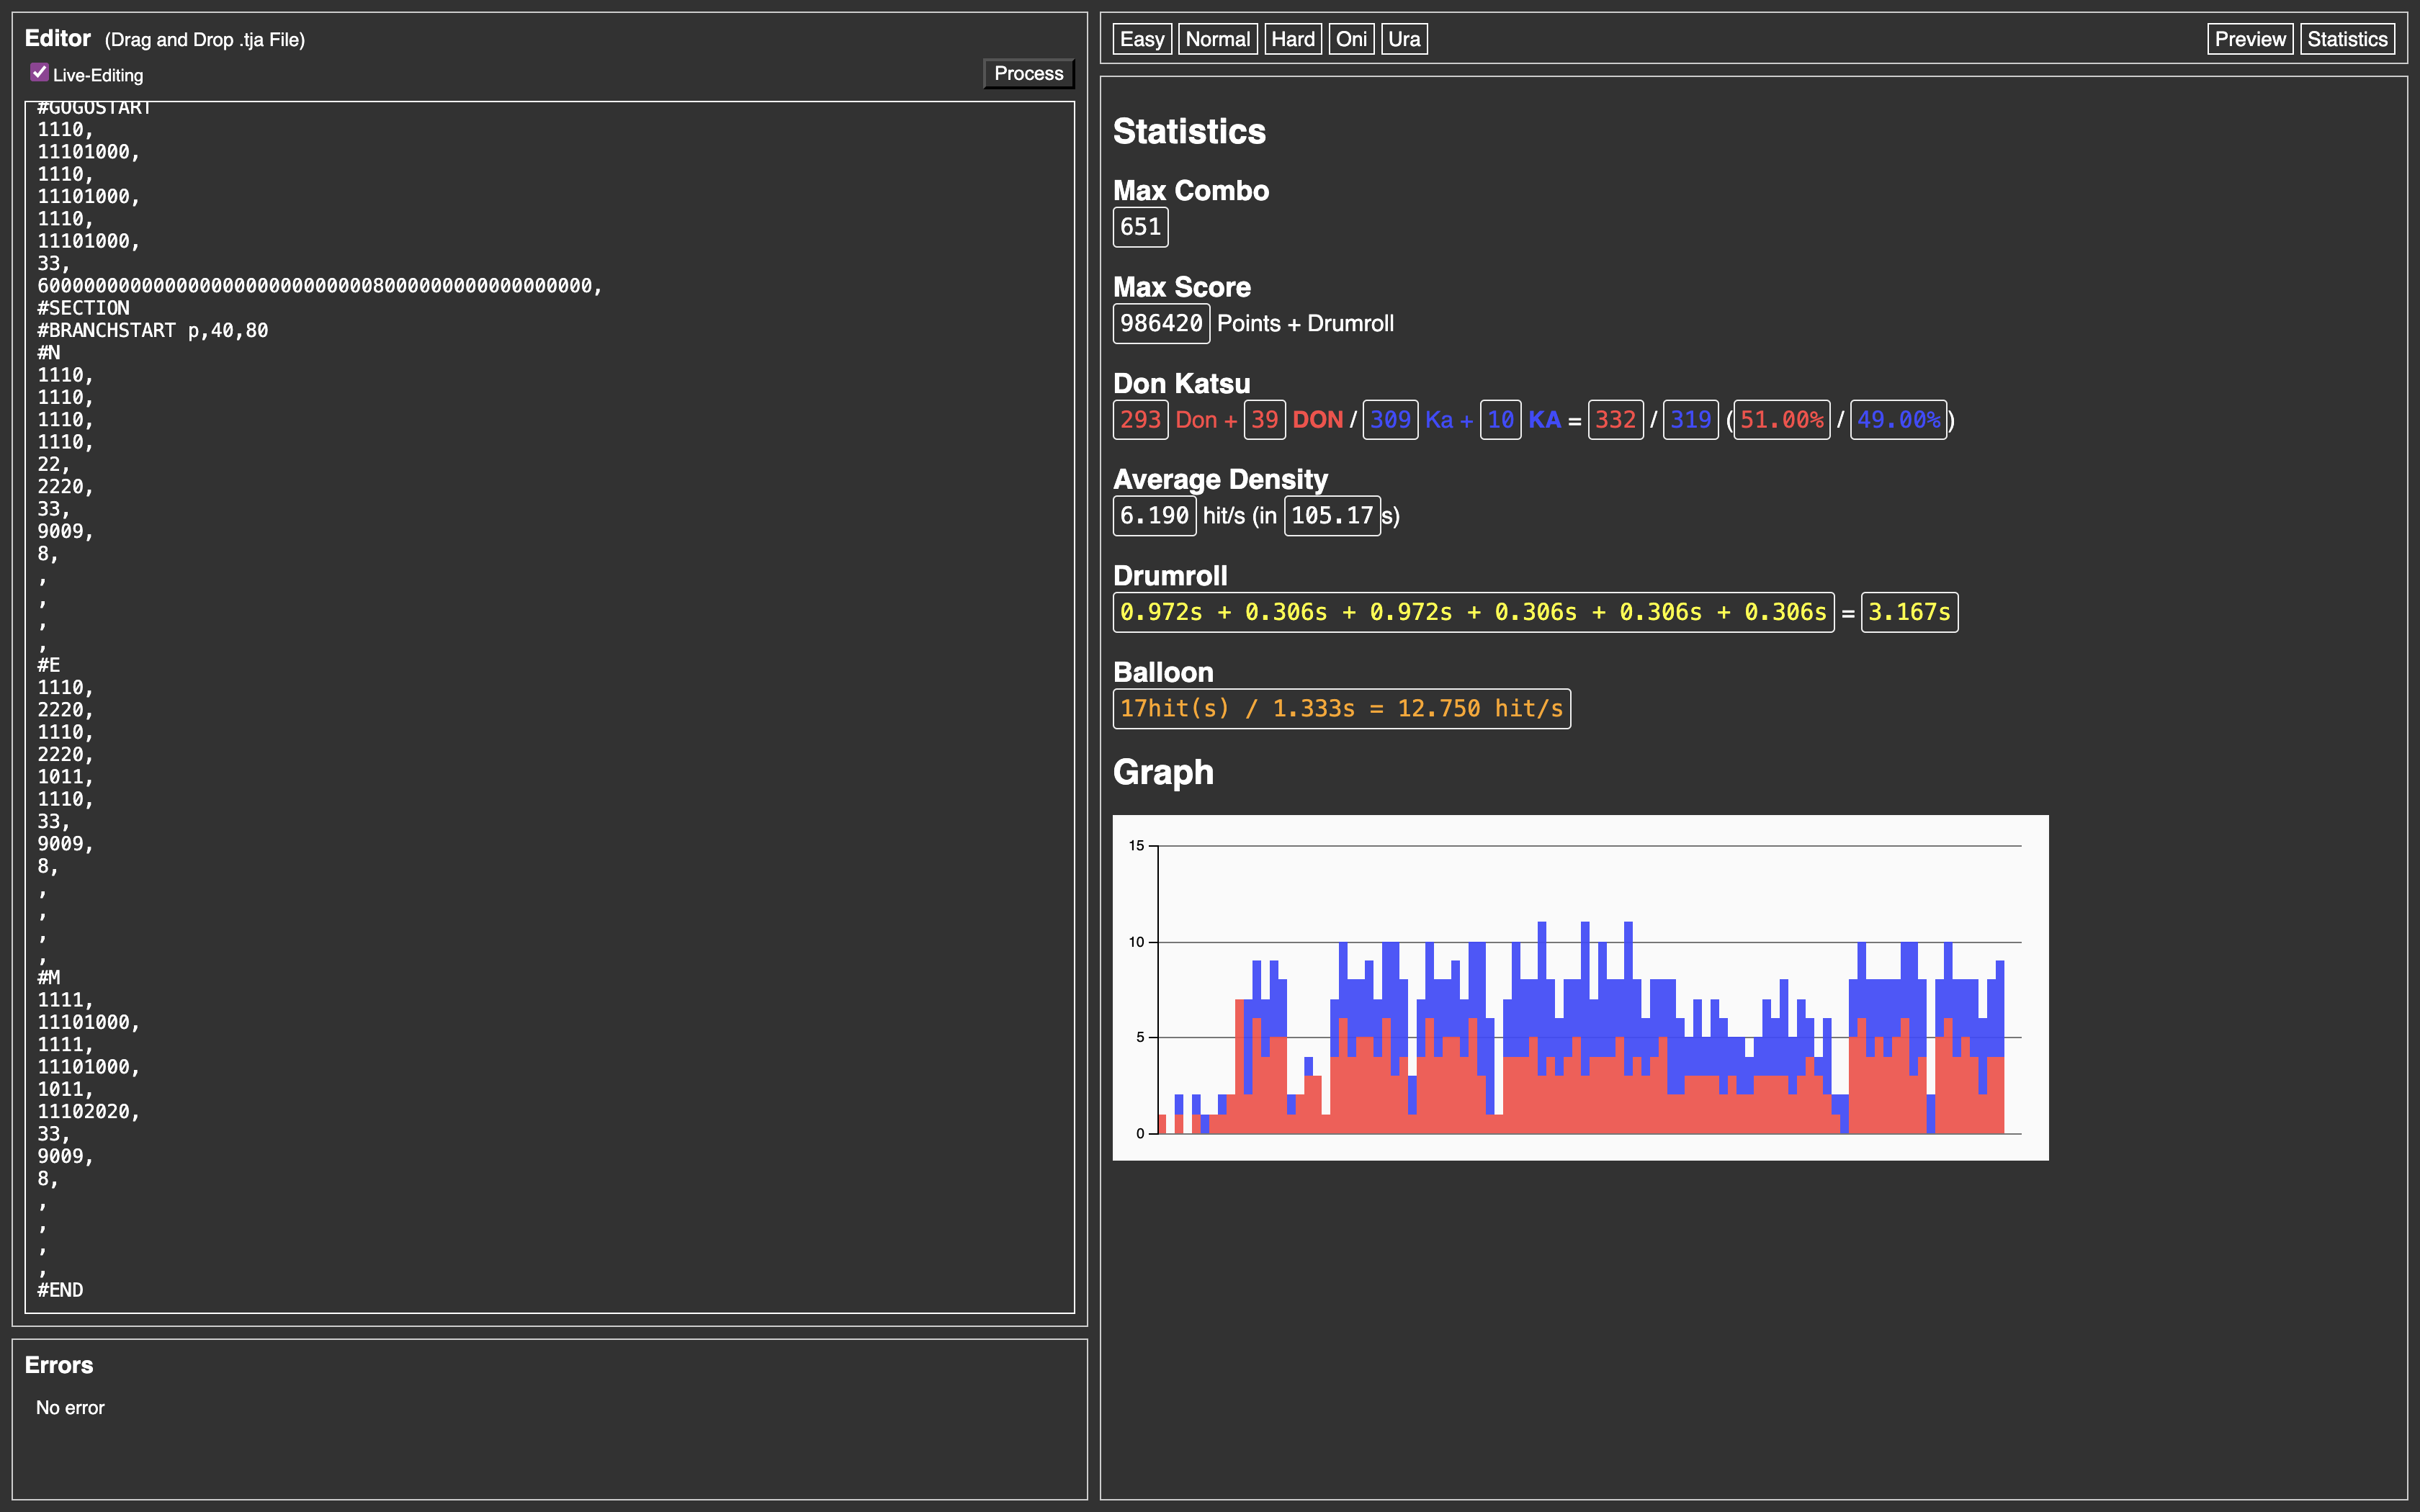 Editor (Drag and Drop .tja File)
Live-Editing
Process
#GOGOSTART
1110,
11101000,
1110,
11101000,
1110,
11101000,
33,
600000000000000000000000000008000000000000000000,
#SECTION
#BRANCHSTART p,40,80
#N
1110,
1110,
1110,
1110,
22,
2220,
33,
9009,
8,
,
,
,
,
#E
1110,
2220,
1110,
2220,
1011,
1110,
33,
9009,
8,
,
,
,
,
#M
1111,
11101000,
1111,
11101000,
1011,
11102020,
33,
9009,
8,
,
,
,
,
#END
Errors
No error
Easy Normal Hard Oni Ura
Preview Statistics
Statistics
Max Combo
651
Max Score
986420 Points + Drumroll
Don Katsu
293 Don + 39 DON / 309 Ka + 10 KA = 332 / 319 (51.00% / 49.00%)
Average Density
6.190 hit/s (in 105.17s)
Drumroll
0.972s + 0.306s + 0.972s + 0.306s + 0.306s + 0.306s = 3.167s
Balloon
17hit(s) / 1.333s = 12.750 hit/s
Graph
15
10
5
0